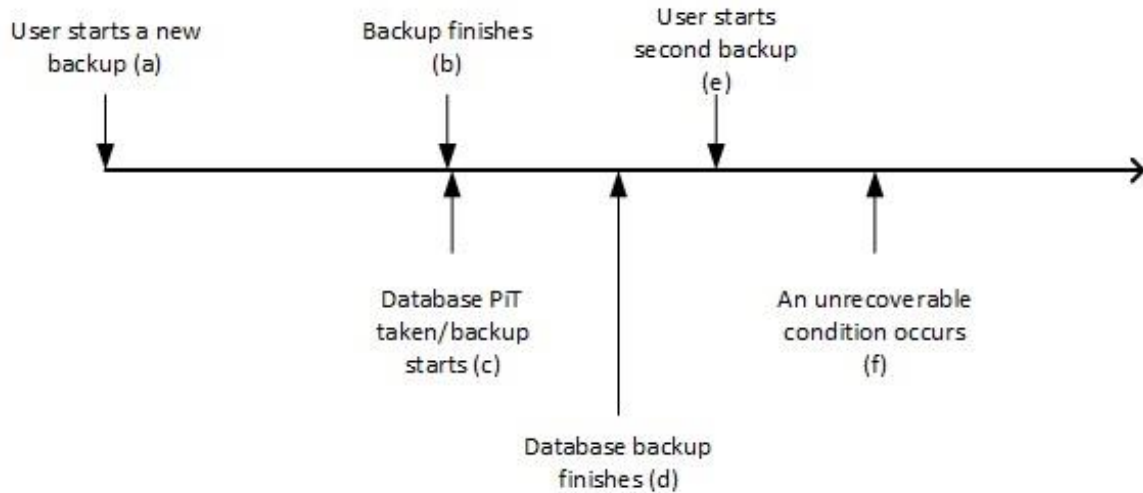 User starts a new
backup (a)
Backup finishes
(b)
User starts
second backup
(e)
Database PiT
taken/backup
starts (c)
An unrecoverable
condition occurs
(f)
Database backup
finishes (d)